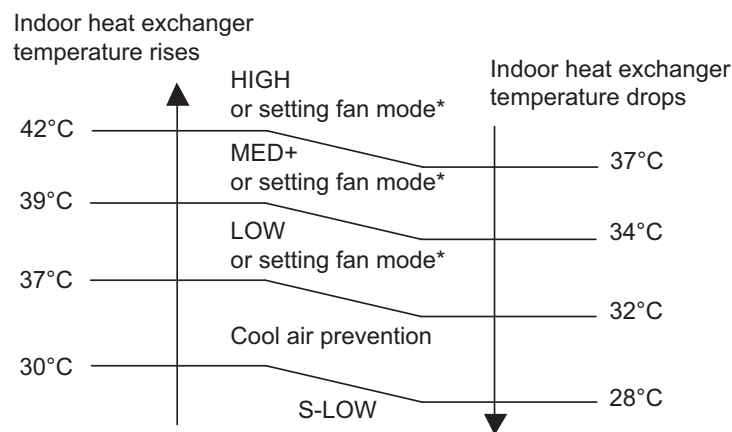 Indoor heat exchanger
temperature rises
Indoor heat exchanger
temperature drops
HIGH
or setting fan mode*
42°C
37°C
MED+
or setting fan mode*
39°C
34°C
LOW
or setting fan mode*
37°C
32°C
Cool air prevention
30°C
28°C
S-LOW